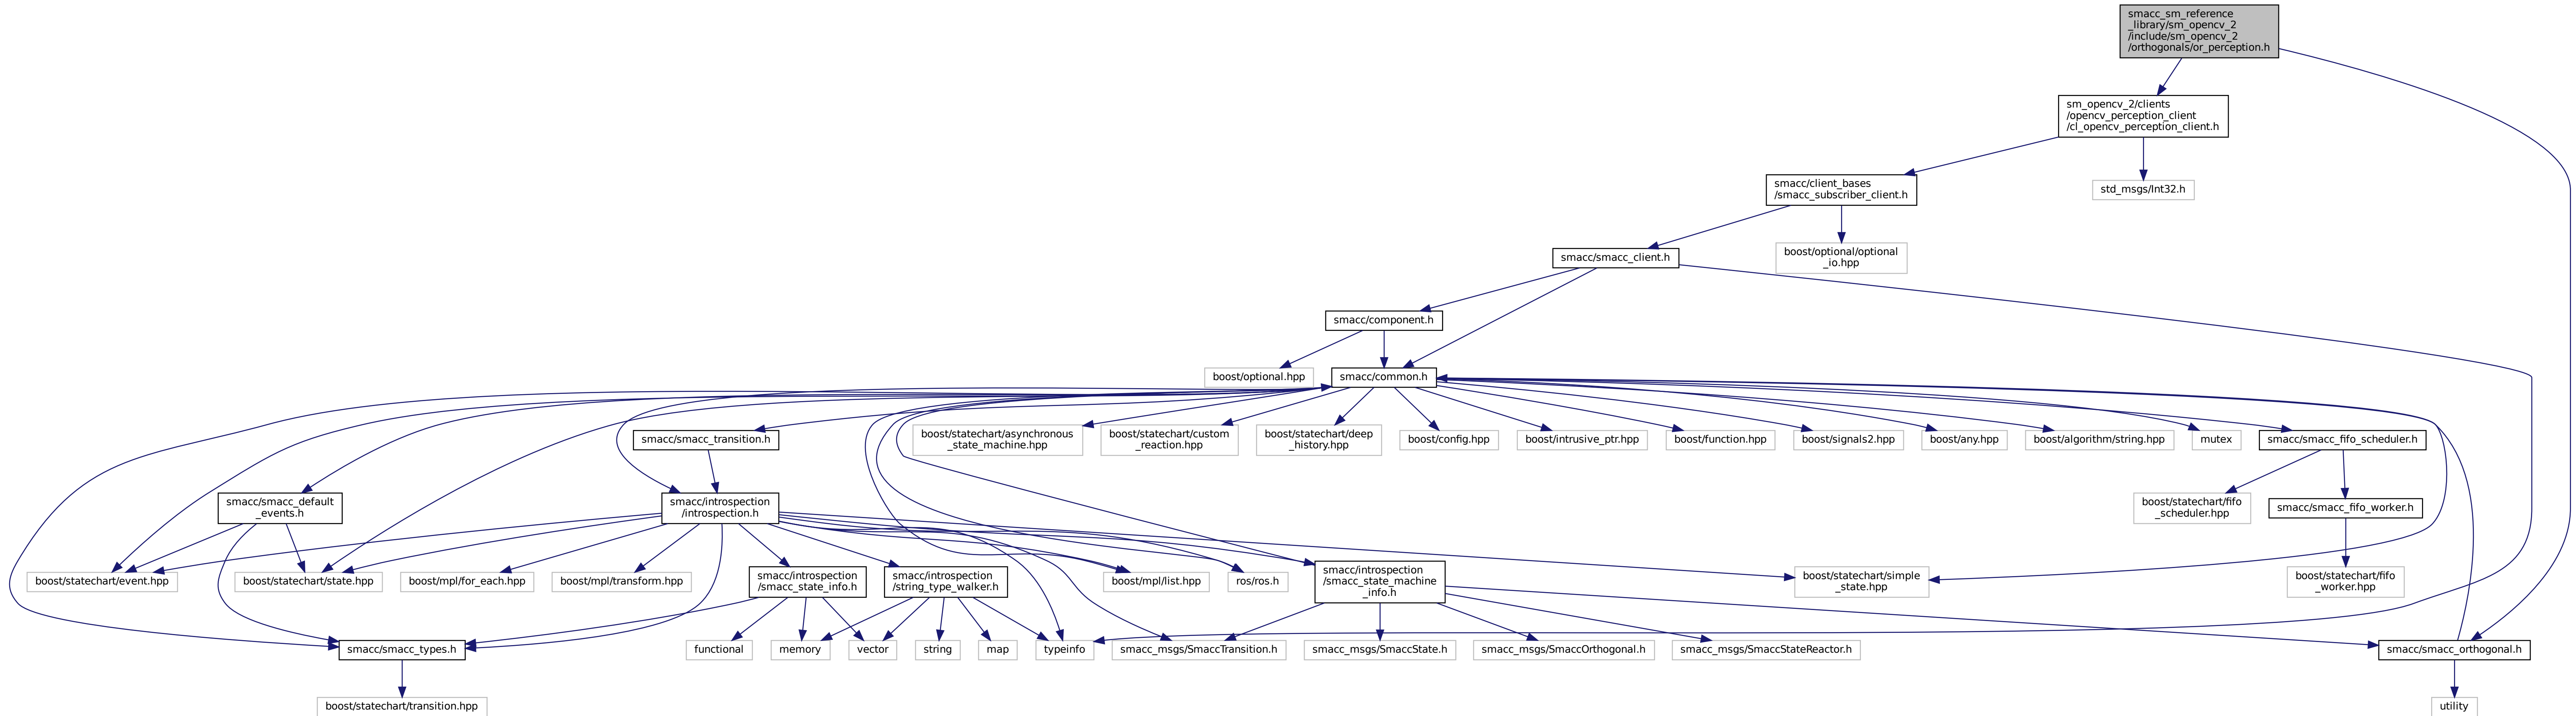 smacc_sm_reference
_library/sm_opencv_2
/include/sm_opencv_2
/orthogonals/or_perception.h
sm_opencv_2/clients
/opencv_perception_client
/cl_opencv_perception_client.h
smacc/client_bases
/smacc_subscriber_client.h
std_msgs/Int32.h
smacc/smacc_client.h
boost/optional/optional
_io.hpp
smacc/component.h
boost/optional.hpp
smacc/common.h
smacc/smacc_transition.h
boost/statechart/asynchronous
_state_machine.hpp
boost/statechart/custom
_reaction.hpp
boost/statechart/deep
_history.hpp
boost/config.hpp
boost/intrusive_ptr.hpp
boost/function.hpp
boost/signals2.hpp
boost/any.hpp
boost/algorithm/string.hpp
mutex
smacc/smacc_fifo_scheduler.h
smacc/smacc_default
_events.h
smacc/introspection
/introspection.h
boost/statechart/fifo
_scheduler.hpp
smacc/smacc_fifo_worker.h
boost/statechart/event.hpp
boost/statechart/state.hpp
boost/mpl/for_each.hpp
boost/mpl/transform.hpp
smacc/introspection
/smacc_state_info.h
smacc/introspection
/string_type_walker.h
boost/mpl/list.hpp
ros/ros.h
smacc/introspection
/smacc_state_machine
_info.h
boost/statechart/simple
_state.hpp
boost/statechart/fifo
_worker.hpp
smacc/smacc_types.h
functional
memory
vector
string
map
typeinfo
smacc_msgs/SmaccTransition.h
smacc_msgs/SmaccState.h
smacc_msgs/SmaccOrthogonal.h
smacc_msgs/SmaccStateReactor.h
smacc/smacc_orthogonal.h
boost/statechart/transition.hpp
utility